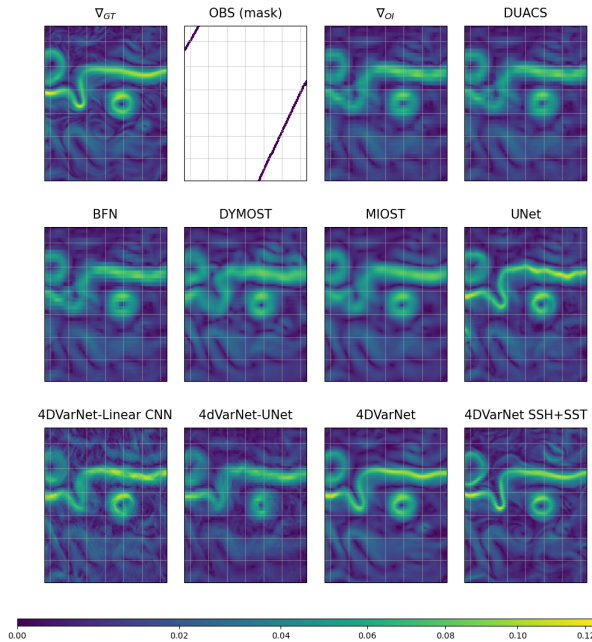 ∇GT OBS (mask) ∇OI DUACS
BFN DYMOST MIOST UNet
4DVarNet-Linear CNN 4dVarNet-UNet 4DVarNet 4DVarNet SSH+SST
0.00 0.02 0.04 0.06 0.08 0.10 0.12